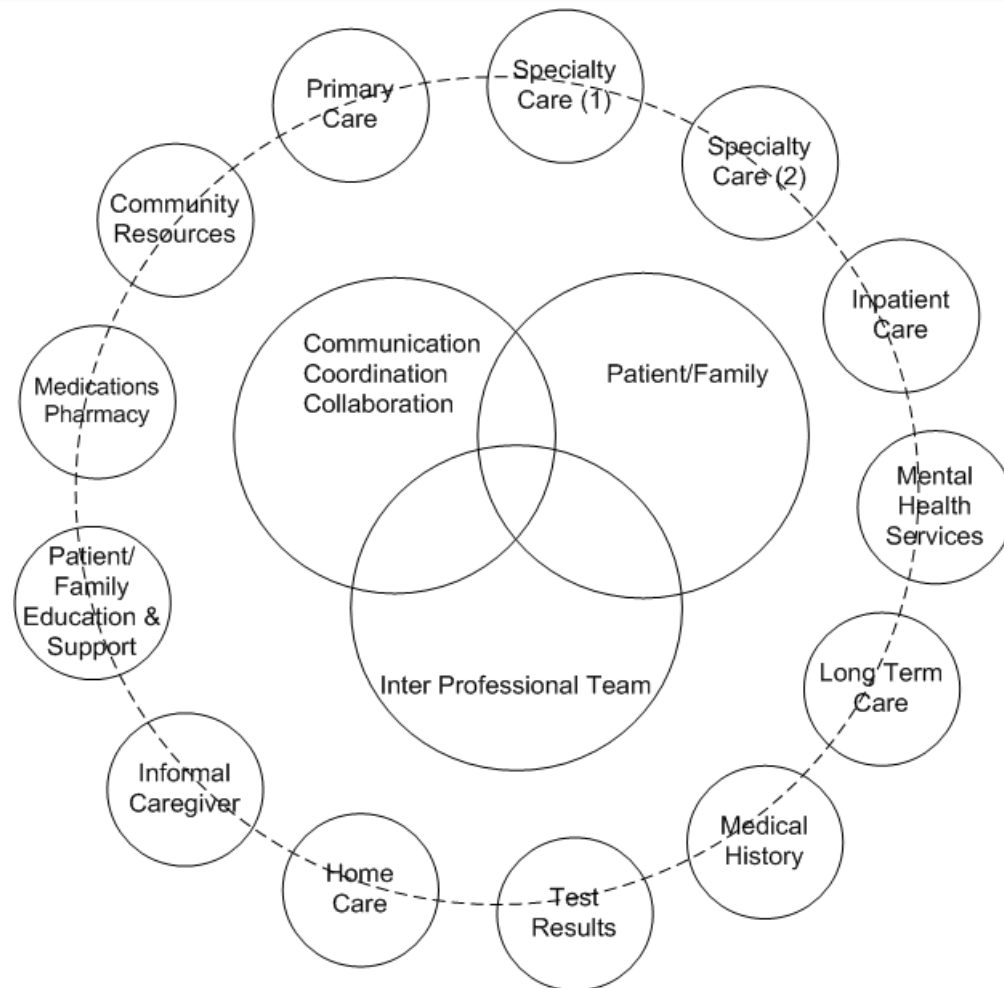 Primary
Care
Specialty
Care (1)
Specialty
Care (2)
Inpatient
Care
Mental
Health
Services
Long Term
Care
Medical
History
Test
Results
Home
Care
Informal
Caregiver
Patient/
Family
Education &
Support
Medications
Pharmacy
Community
Resources
Communication
Coordination
Collaboration
Patient/Family
Inter Professional Team